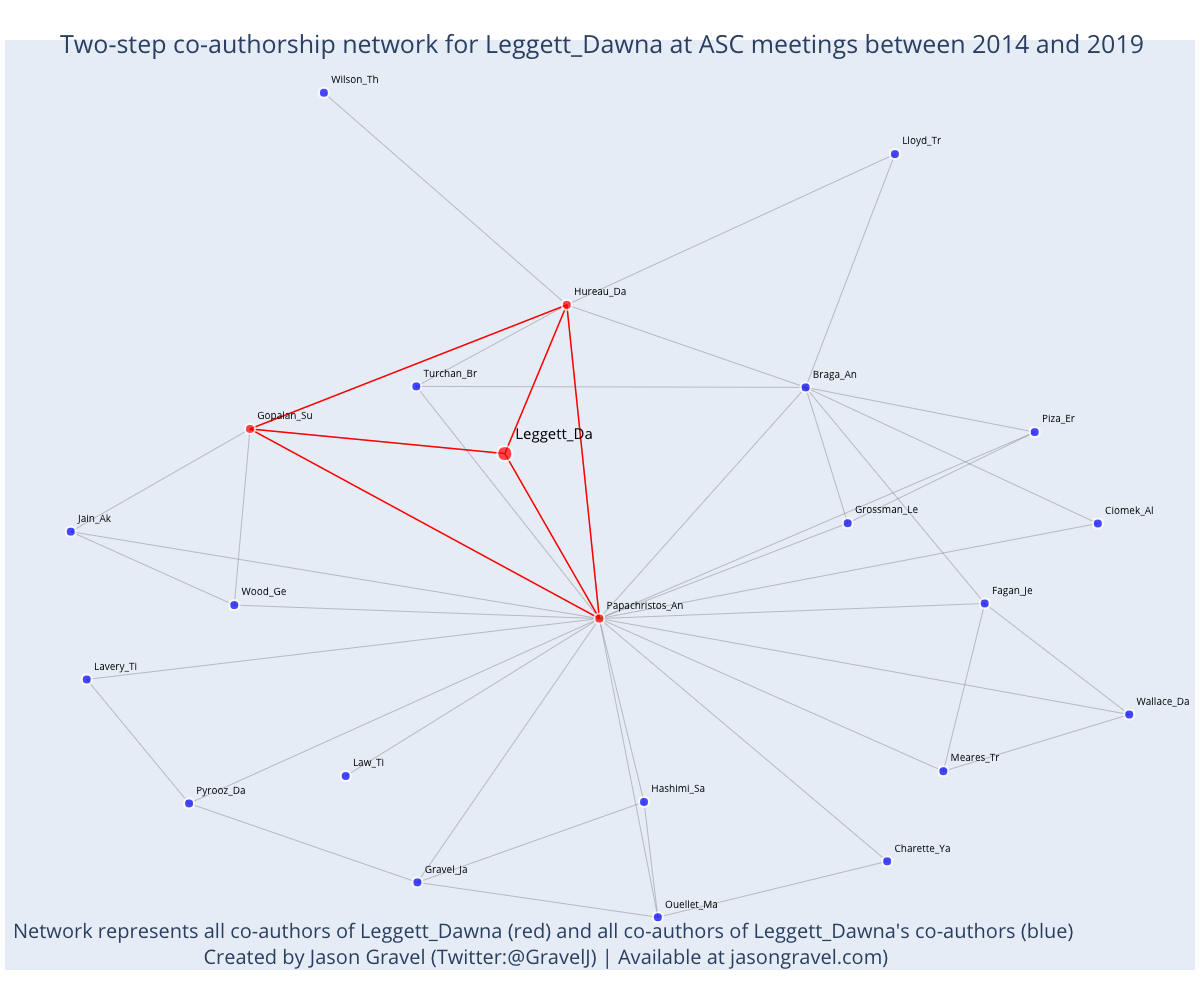 Two-step co-authorship network for Leggett_Dawna at ASC meetings between 2014 and 2019
Wilson_Th
Lloyd_Tr
Hureau_Da
Turchan_Br
Braga_An
Gopalan_Su
Piza_Er
Leggett_Da
Grossman_Le
Ciomek_Al
Jain_Ak
Wood_Ge
Fagan_Je
Papachristos_An
Lavery_Ti
Wallace_Da
Law_Ti
Meares_Tr
Pyrooz_Da
Hashimi_Sa
Charette_Ya
Gravel_Ja
Ouellet_Ma
Network represents all co-authors of Leggett_Dawna (red) and all co-authors of Leggett_Dawna's co-authors (blue)
Created by Jason Gravel (Twitter:@GravelJ) | Available at jasongravel.com)